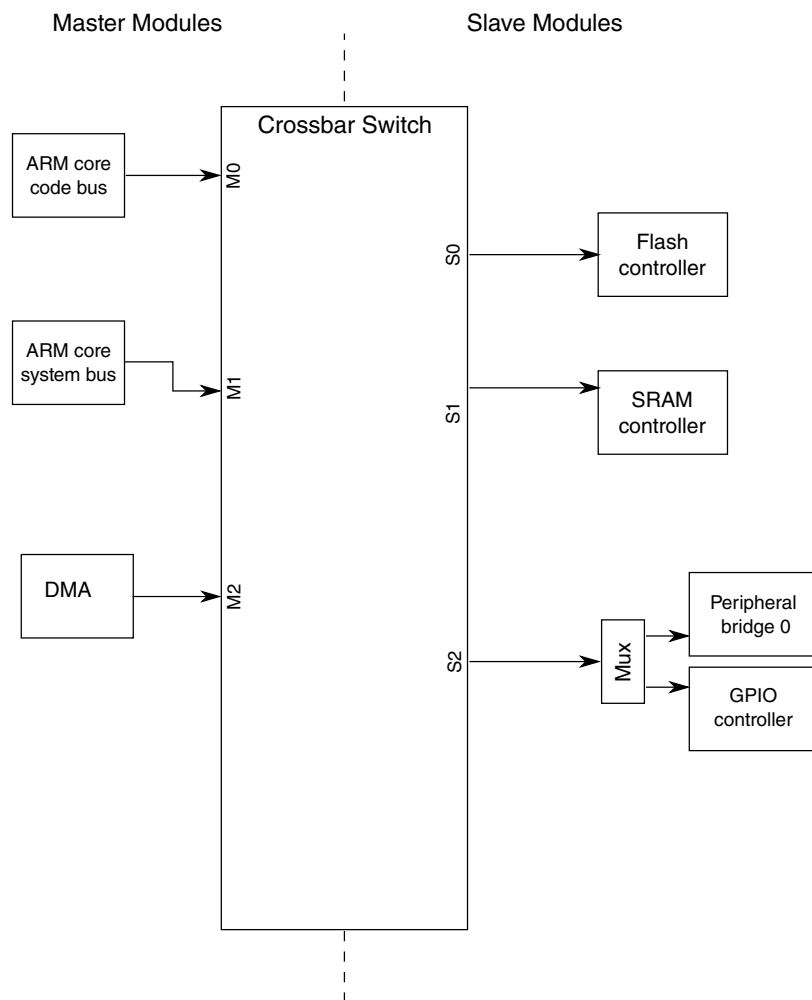 Master Modules
Slave Modules
Crossbar Switch
ARM core
code bus
M0
S0
Flash
controller
ARM core
system bus
M1
S1
SRAM
controller
DMA
M2
S2
Mux
Peripheral
bridge 0
GPIO
controller